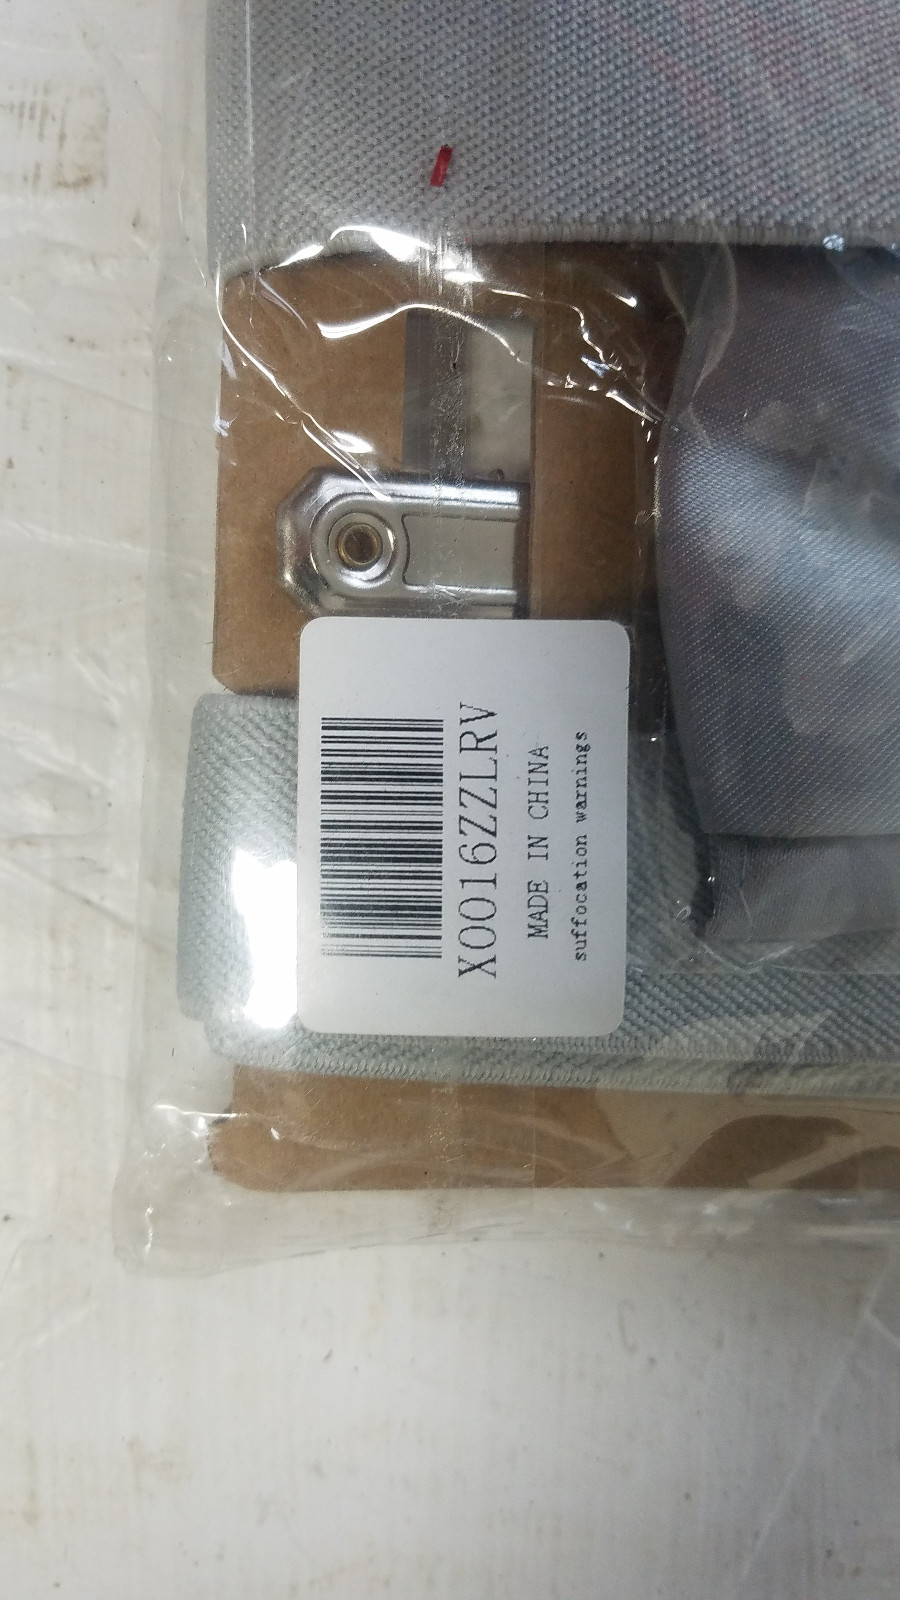 X0016ZZLRV
MADE IN CHINA
suffocation warnings